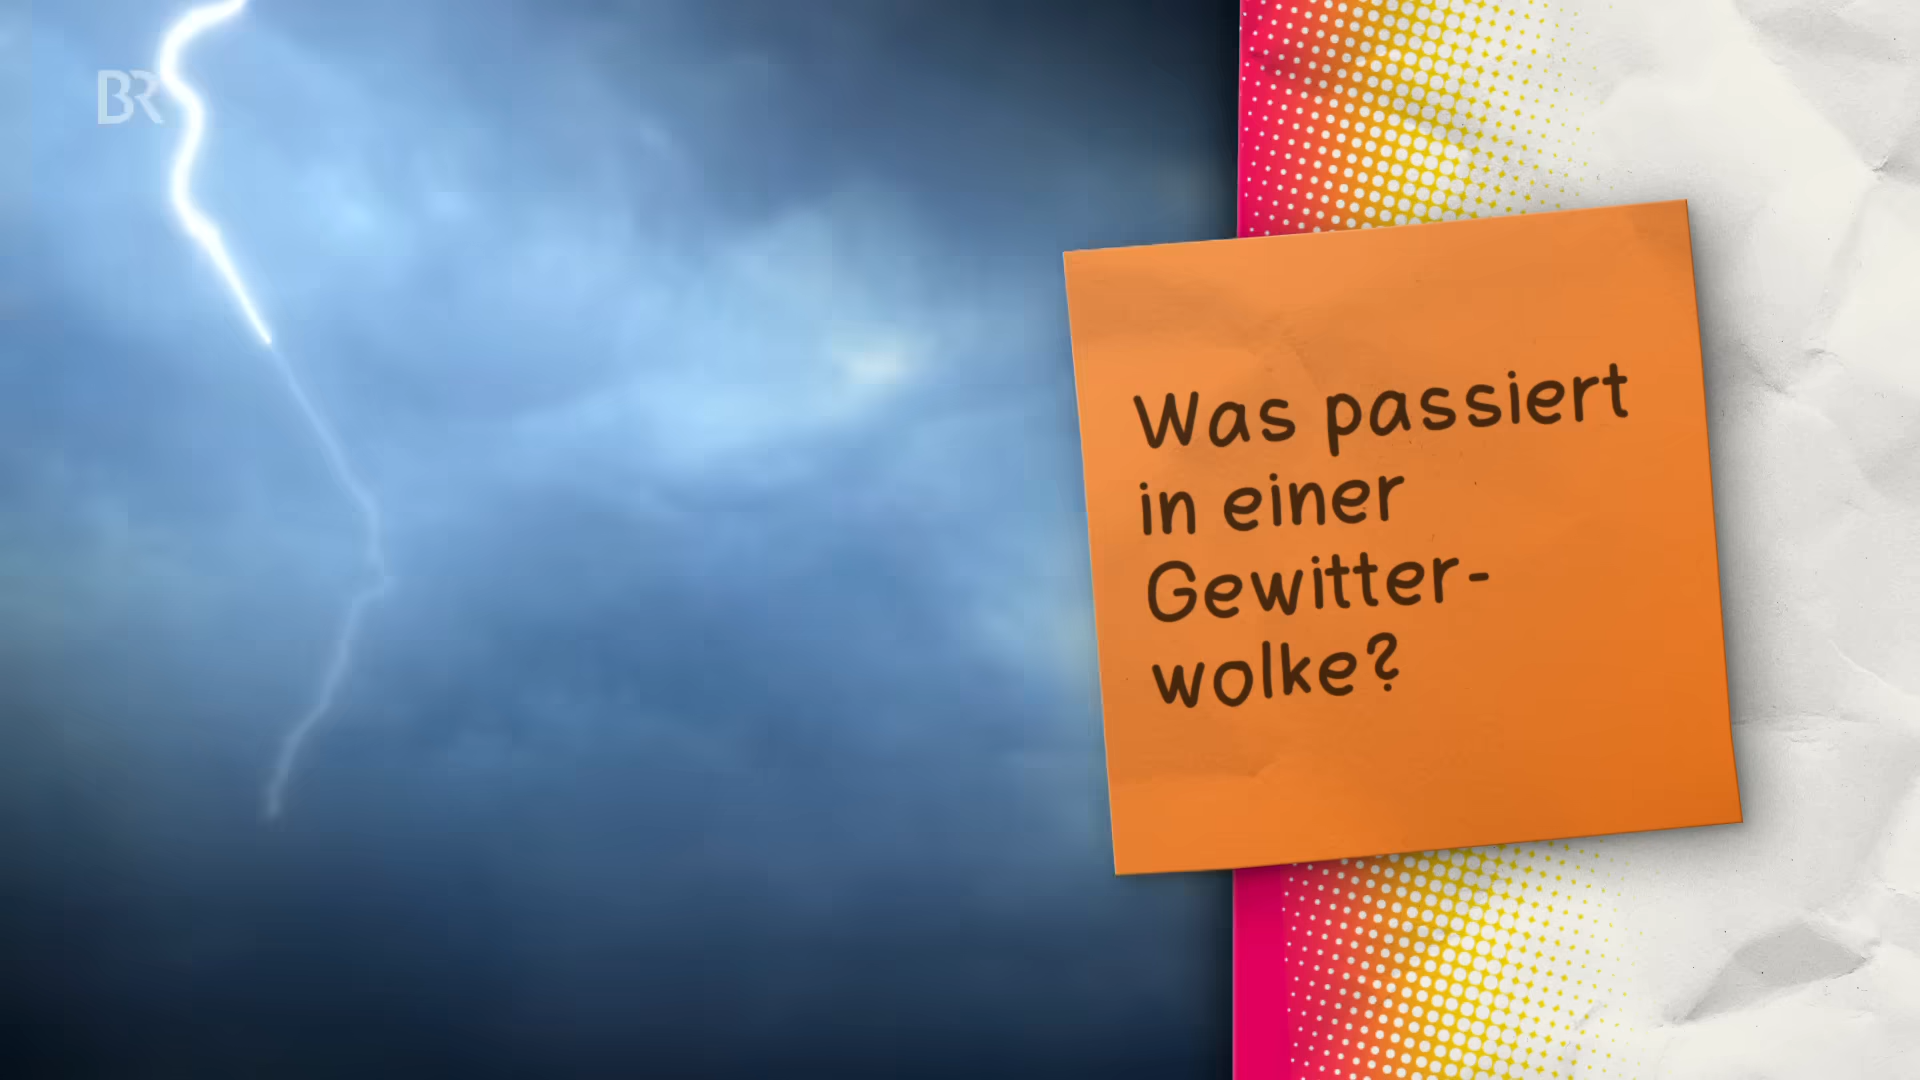 BR
Was passiert
in einer
Gewitter-
wolke?